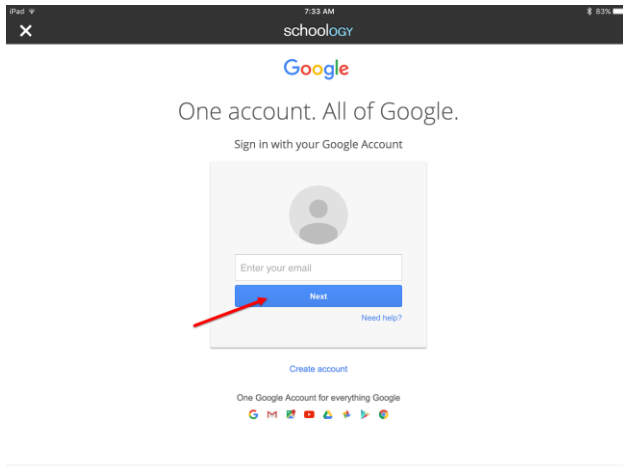 iPad
7:33 AM
83%
schoology
Google
One account. All of Google.
Sign in with your Google Account
Enter your email
Next
Need help?
Create account
One Google Account for everything Google